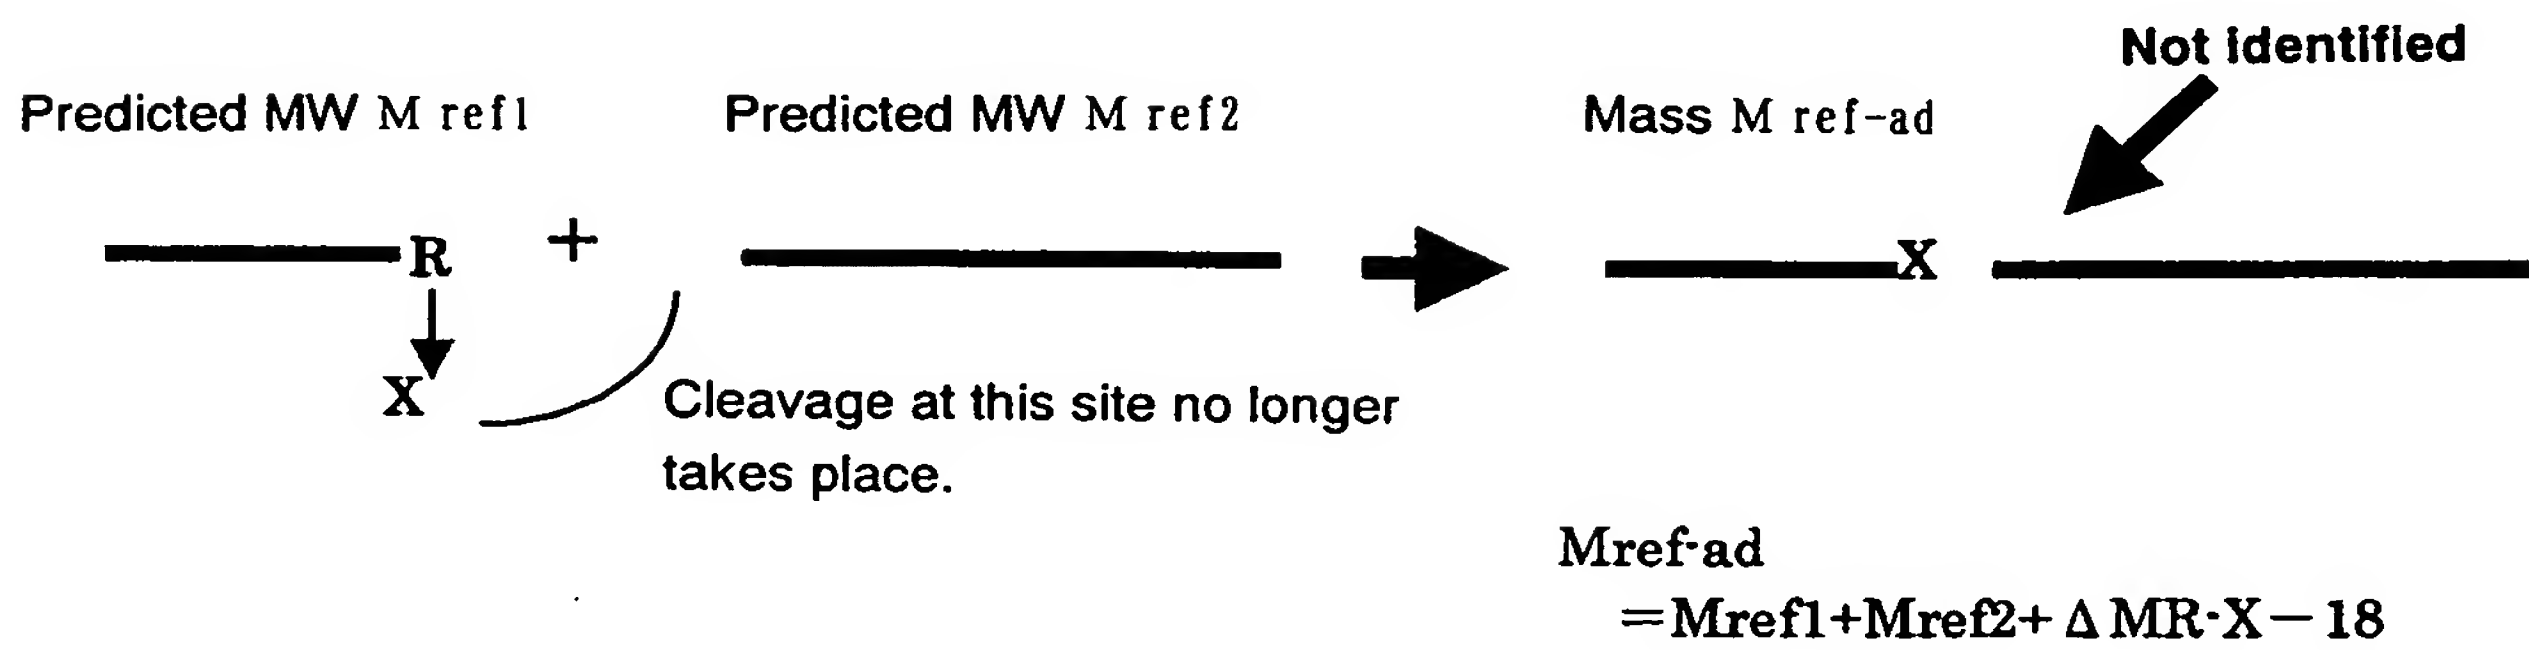 Not identified
Predicted MW M ref1
Predicted MW M ref2
Mass M ref-ad
R
+
X
X
Cleavage at this site no longer
takes place.
Mref-ad
=Mref1+Mref2+ΔMR-X-18